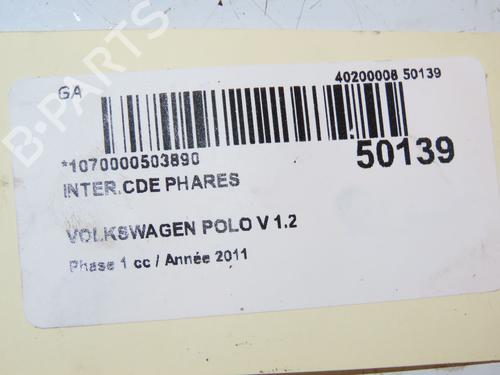 GA
40200008 50139
*1070000503890
50139
INTER.CDE PHARES
VOLKSWAGEN POLO V 1.2
Phase 1 cc / Année 2011
B-PARTS